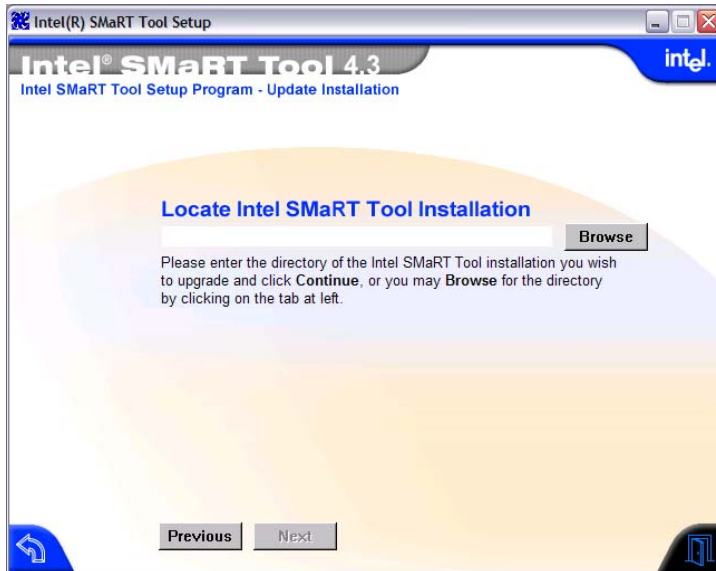 Intel(R) SMaRT Tool Setup
Intel® SMaRT Tool 4.3
intel.
Intel SMaRT Tool Setup Program - Update Installation
Locate Intel SMaRT Tool Installation
Browse
Please enter the directory of the Intel SMaRT Tool installation you wish
to upgrade and click Continue, or you may Browse for the directory
by clicking on the tab at left.
Previous
Next